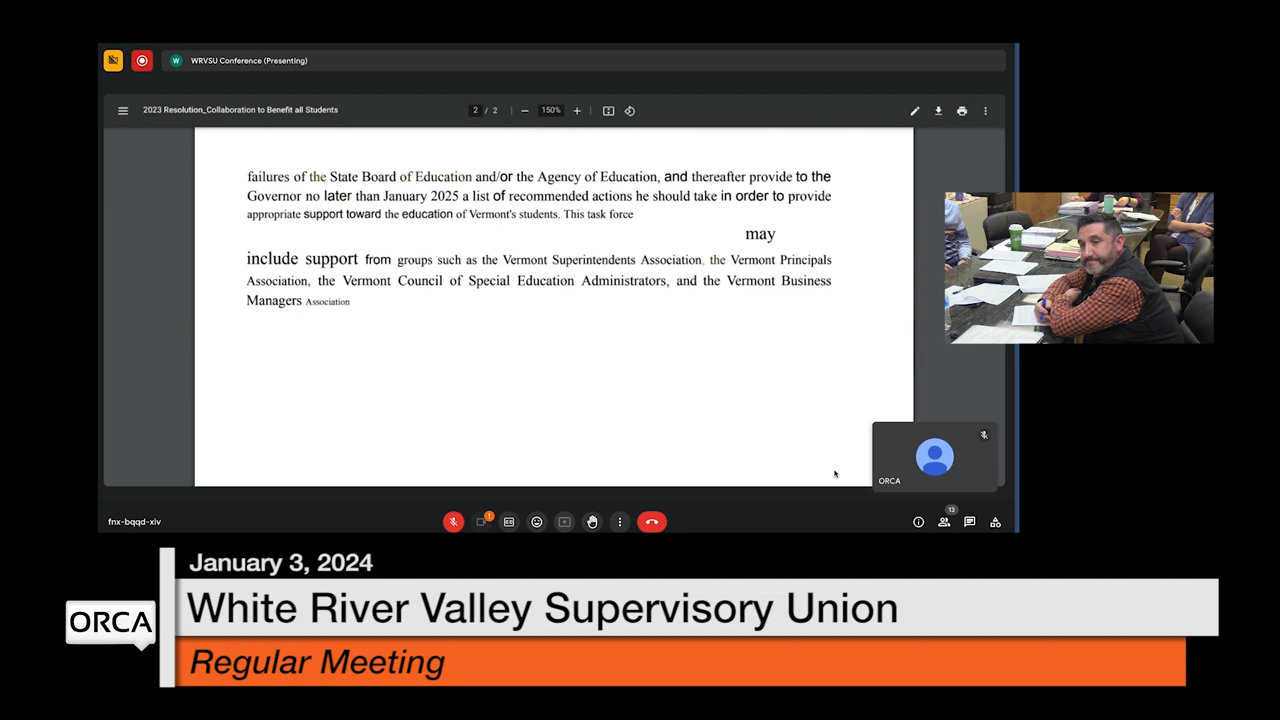 W WRVSU Conference (Presenting)
2023 Resolution_Collaboration to Benefit all Students 2 / 2 150%
failures of the State Board of Education and/or the Agency of Education, and thereafter provide to the
Governor no later than January 2025 a list of recommended actions he should take in order to provide
appropriate support toward the education of Vermont's students. This task force
may
include support from groups such as the Vermont Superintendents Association, the Vermont Principals
Association, the Vermont Council of Special Education Administrators, and the Vermont Business
Managers Association
ORCA
fnx-bqqd-xiv
13
January 3, 2024
ORCA
White River Valley Supervisory Union
Regular Meeting